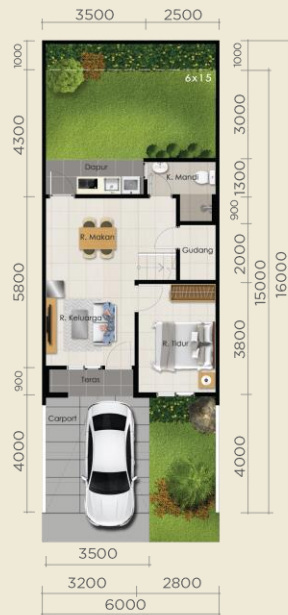 3500
2500
1000
1000
6x15
4300
3000
Dapur
K. Mandi
1300
900
R. Makan
Gudang
2000
15000
16000
5800
R. Keluarga
R. Tidur
3800
900
Teras
Carport
4000
4000
3500
3200
2800
6000